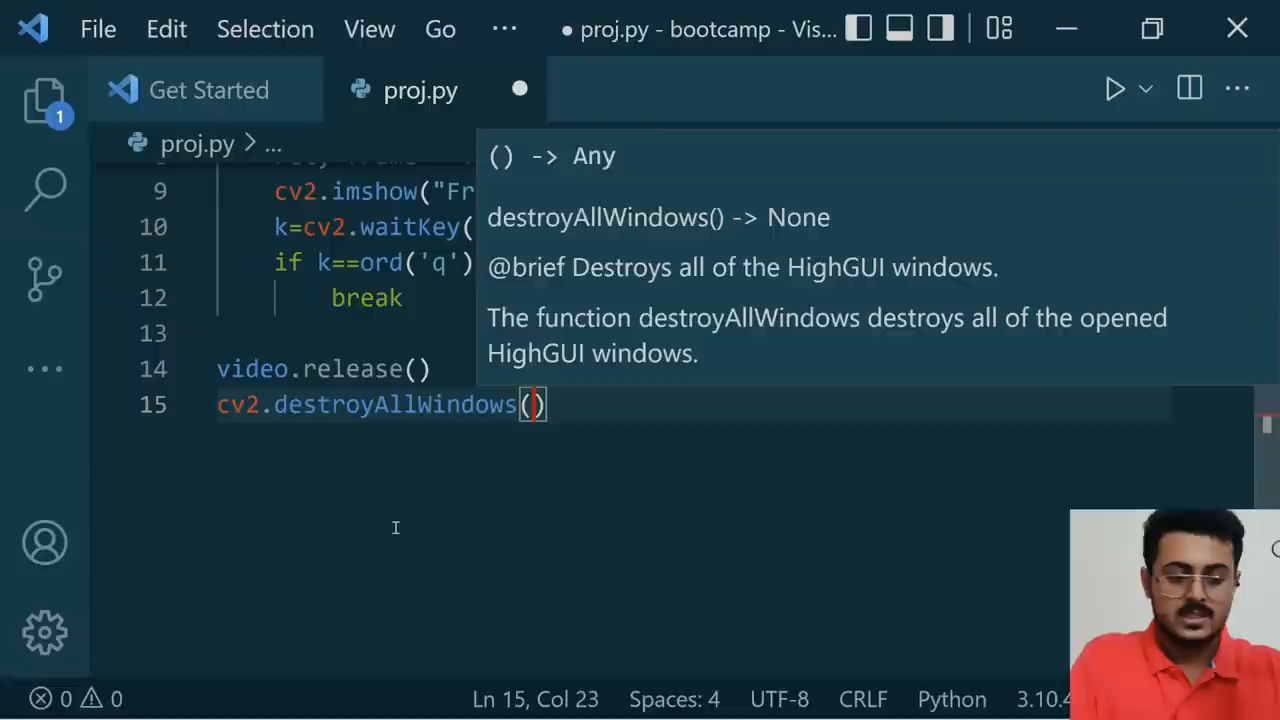 File Edit Selection View Go ··· ● proj.py - bootcamp - Vis...
Get Started proj.py
1
proj.py > ...
() -> Any
destroyAllWindows() -> None
@brief Destroys all of the HighGUI windows.
The function destroyAllWindows destroys all of the opened
HighGUI windows.
9 cv2.imshow("Fr
10 k=cv2.waitKey(
11 if k==ord('q')
12 break
13
14 video.release()
15 cv2.destroyAllWindows()
0 0 Ln 15, Col 23 Spaces: 4 UTF-8 CRLF Python 3.10.4